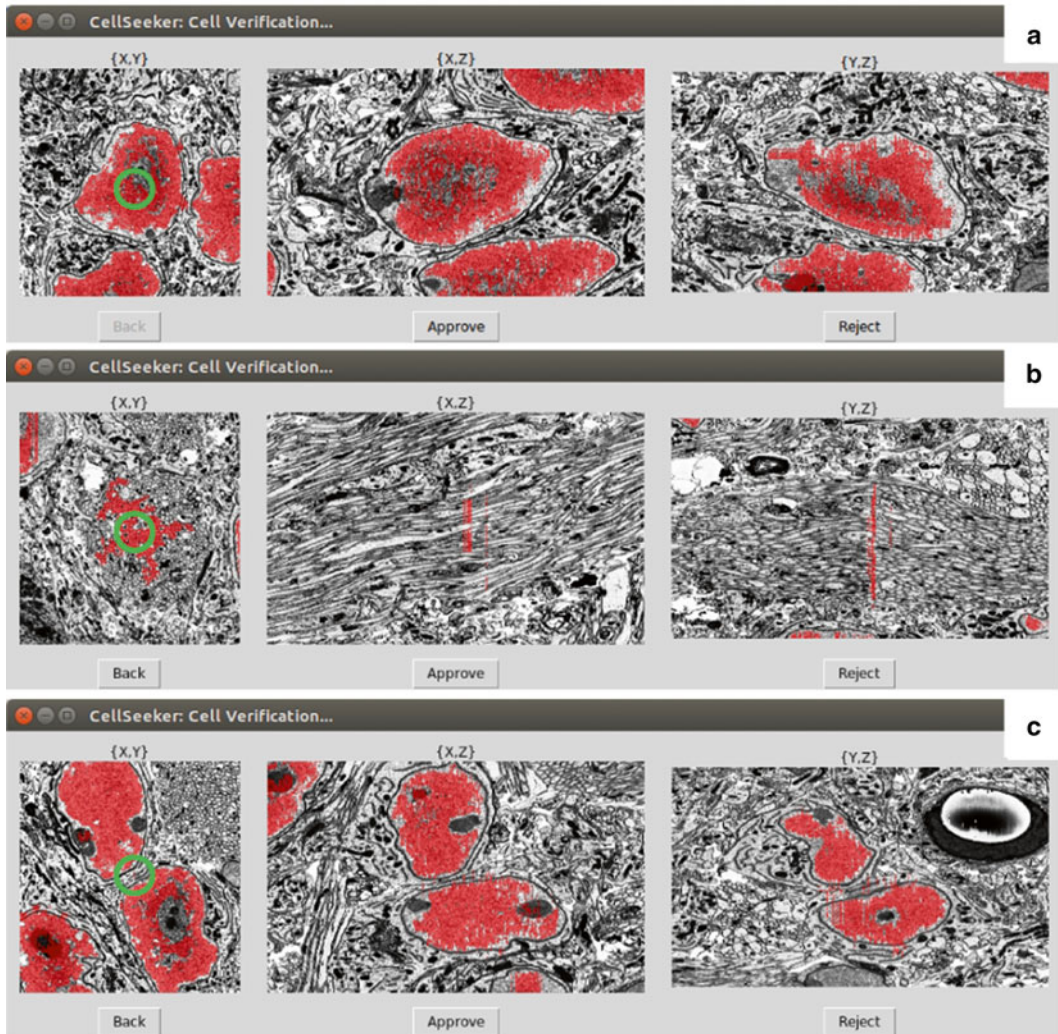 CellSeeker: Cell Verification...
a
{X,Y} {X,Z} {Y,Z}
Back Approve Reject
CellSeeker: Cell Verification...
b
{X,Y} {X,Z} {Y,Z}
Back Approve Reject
CellSeeker: Cell Verification...
c
{X,Y} {X,Z} {Y,Z}
Back Approve Reject